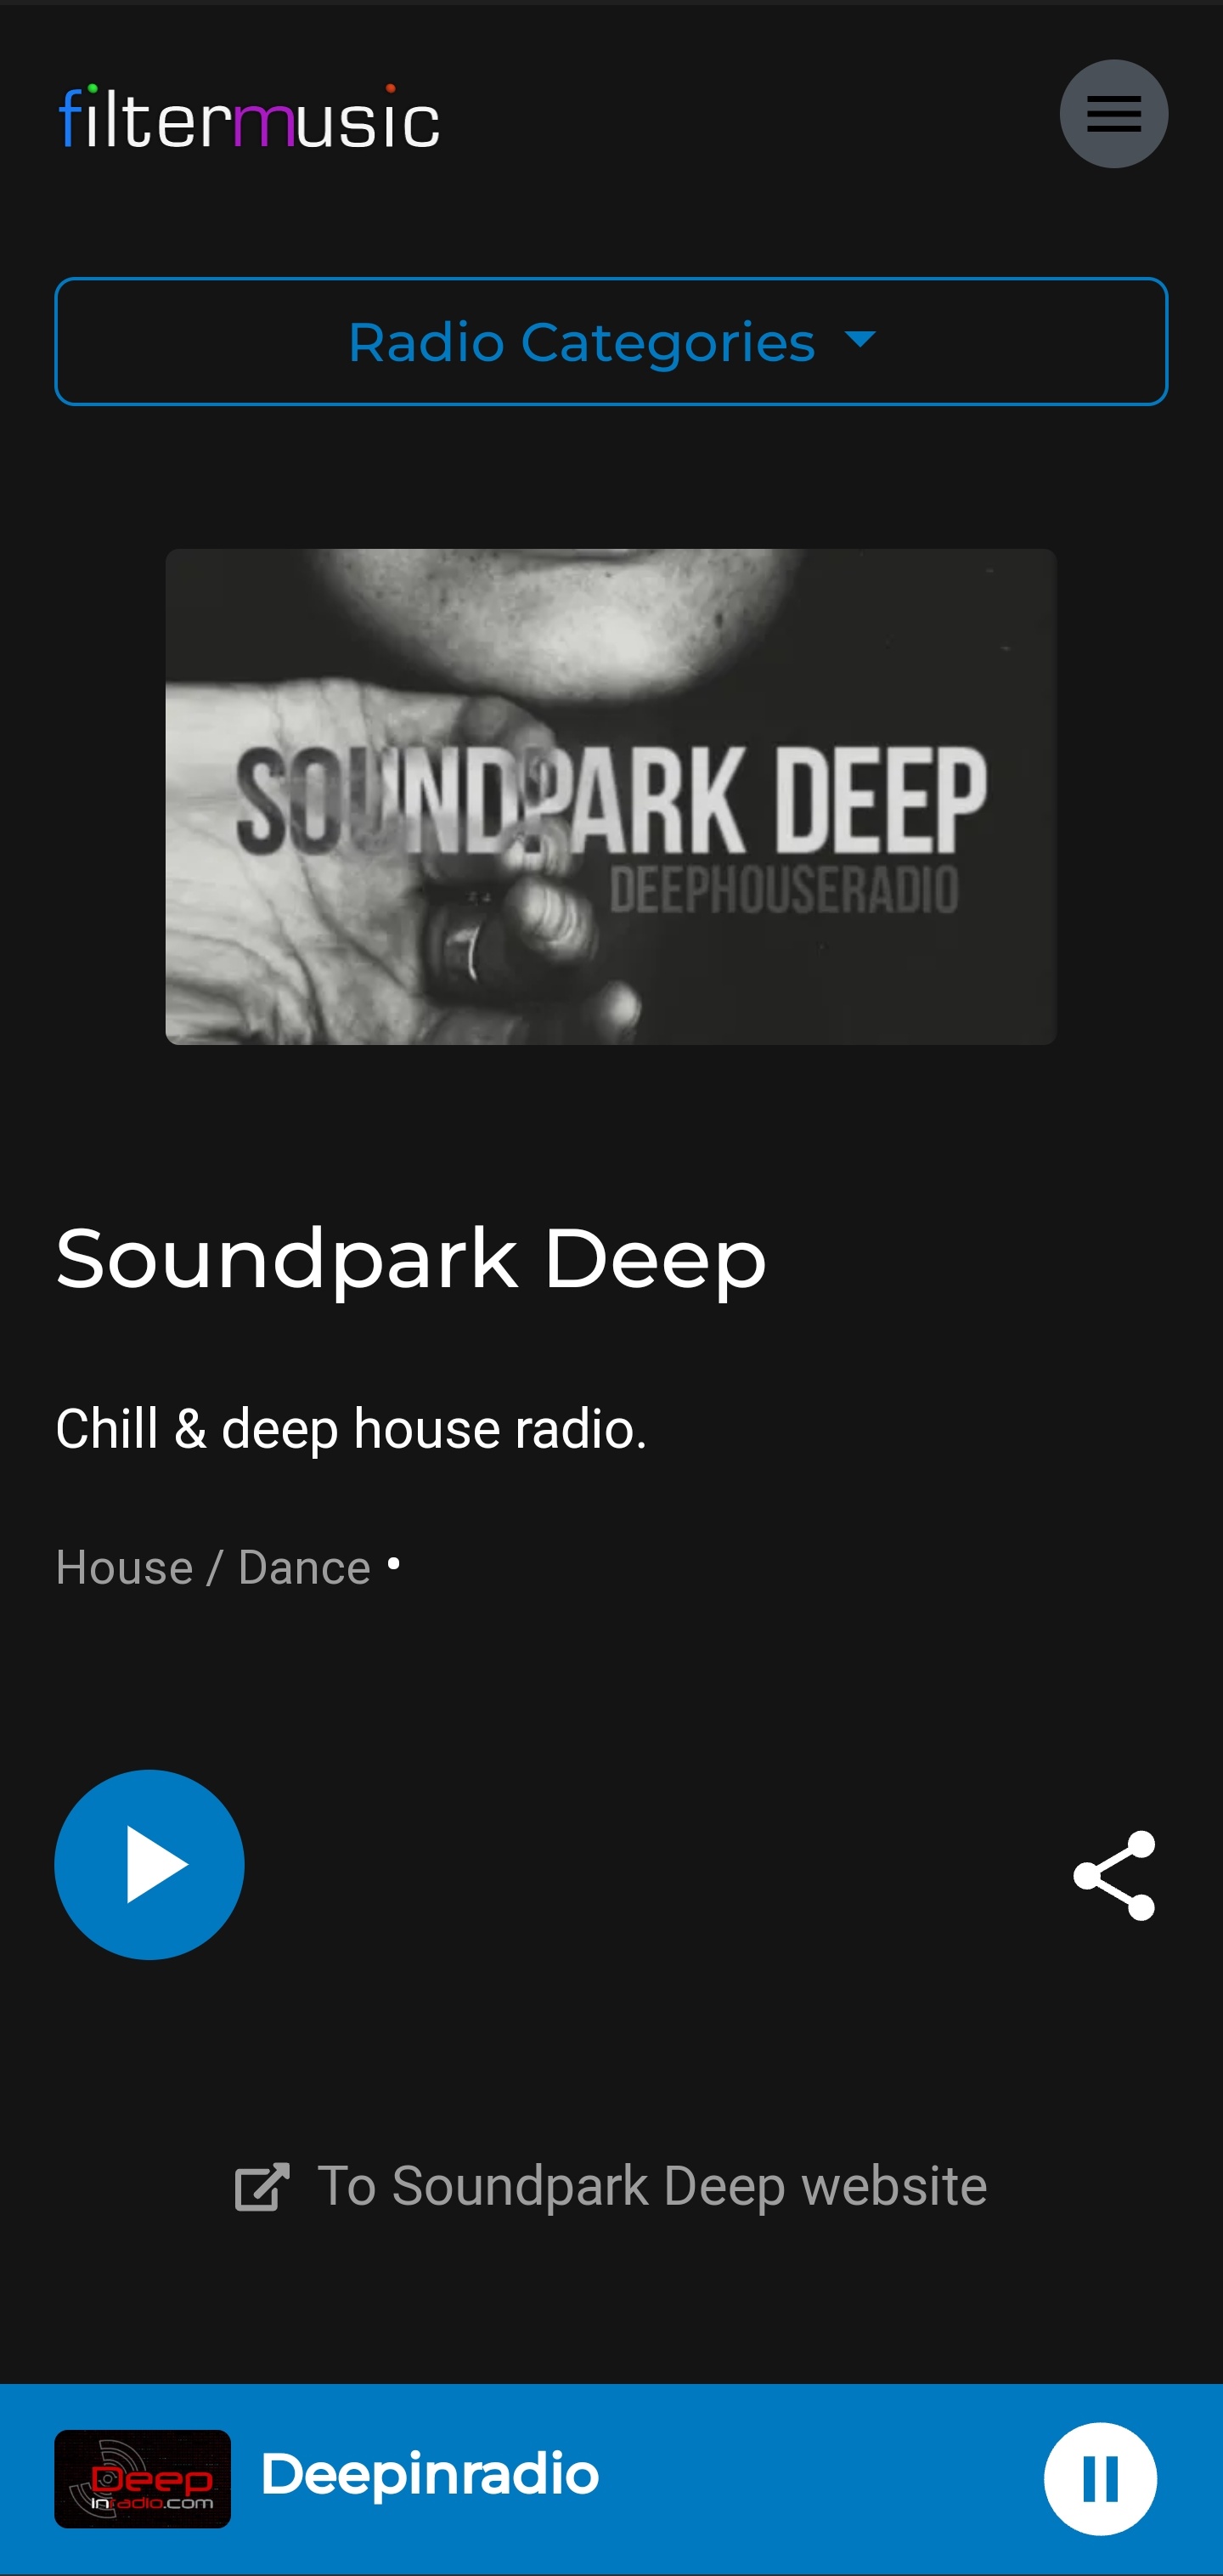 filtermusic
Radio Categories
SOUNDPARK DEEP
DEEPHOUSERADIO
Soundpark Deep
Chill & deep house radio.
House / Dance •
To Soundpark Deep website
Deep
inradio.com
Deepinradio